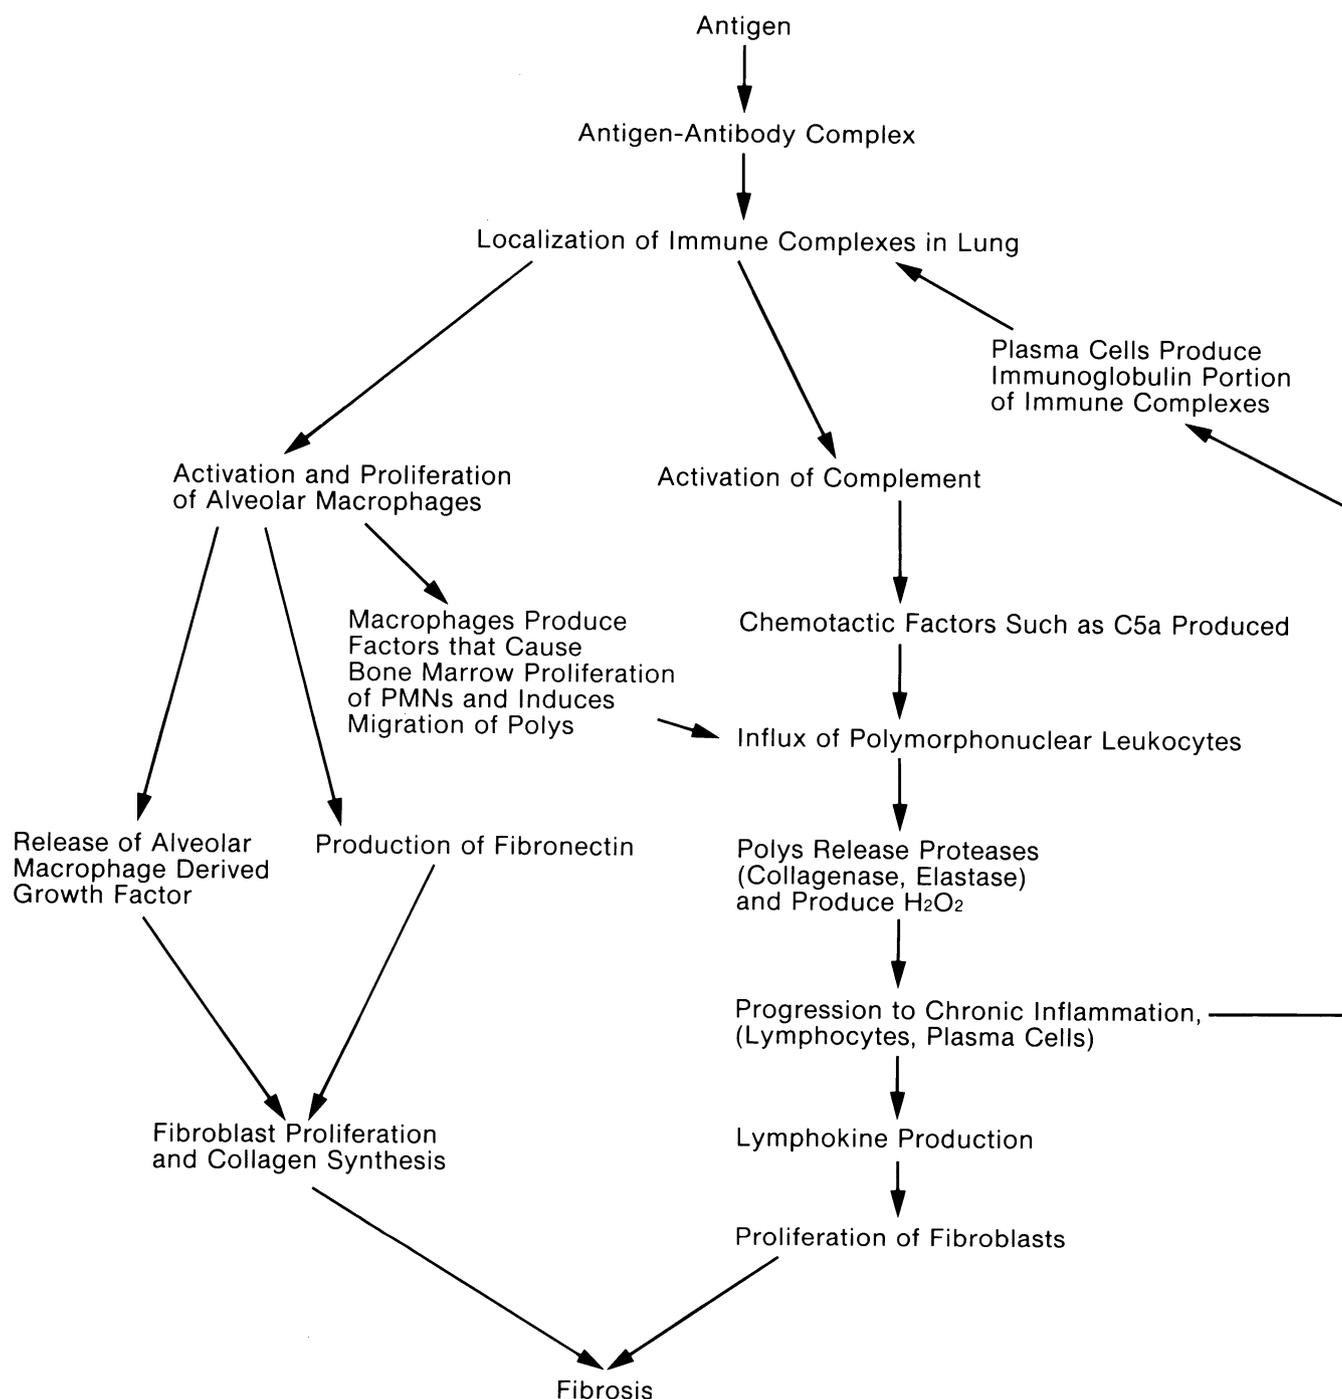 Antigen
Antigen-Antibody Complex
Localization of Immune Complexes in Lung
Plasma Cells Produce
Immunoglobulin Portion
of Immune Complexes
Activation and Proliferation
of Alveolar Macrophages
Activation of Complement
Macrophages Produce
Factors that Cause
Bone Marrow Proliferation
of PMNs and Induces
Migration of Polys
Chemotactic Factors Such as C5a Produced
Influx of Polymorphonuclear Leukocytes
Release of Alveolar
Macrophage Derived
Growth Factor
Production of Fibronectin
Polys Release Proteases
(Collagenase, Elastase)
and Produce H₂O₂
Progression to Chronic Inflammation,
(Lymphocytes, Plasma Cells)
Fibroblast Proliferation
and Collagen Synthesis
Lymphokine Production
Proliferation of Fibroblasts
Fibrosis